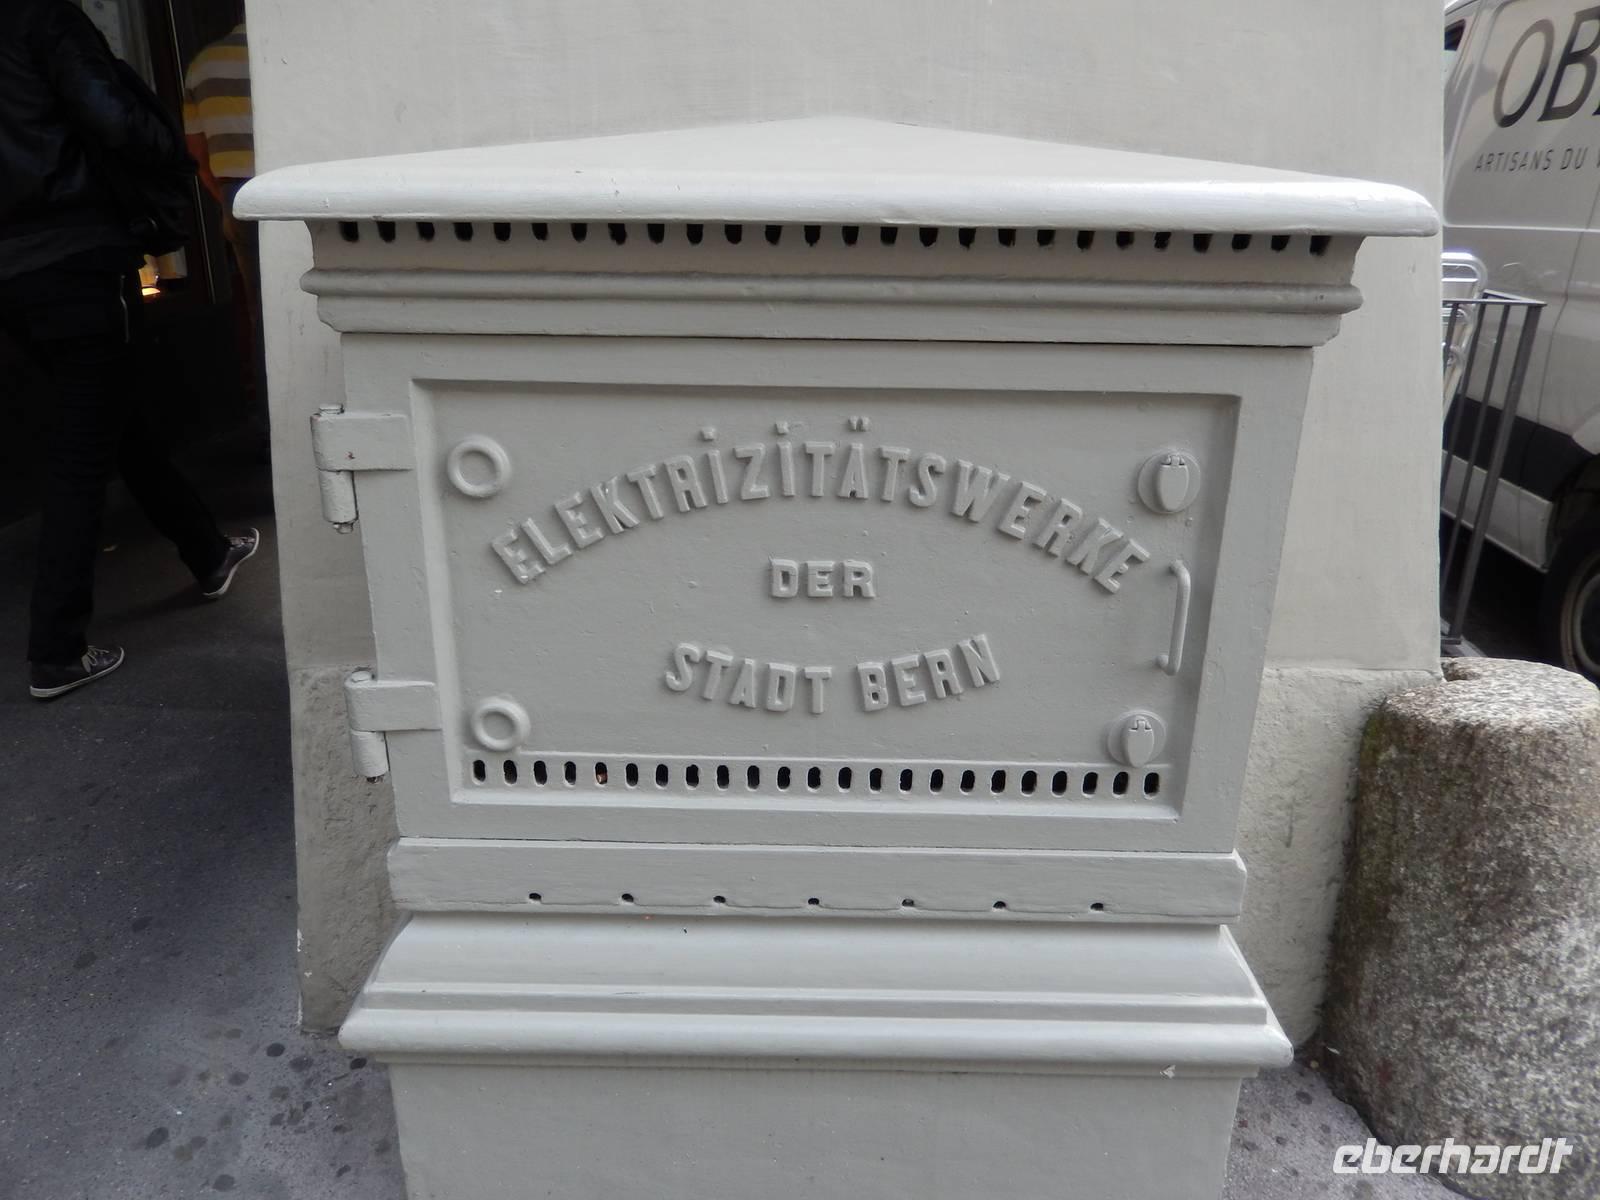 ELEKTRIZITÄTSWERKE
DER
STADT BERN
ARTISANS DU
eberhardt